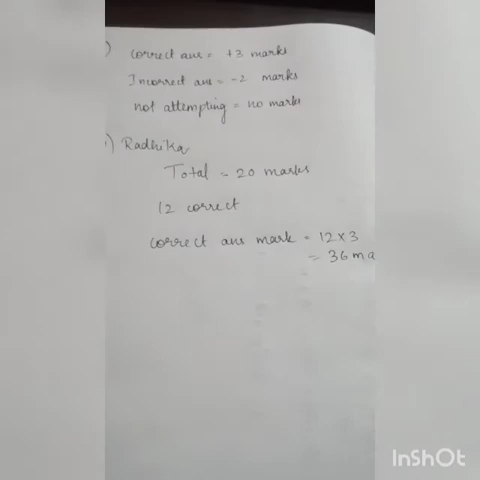 ) correct ans = +3 marks
Incorrect ans = -2 marks
not attempting = no marks
) Radhika
Total = 20 marks
12 correct
correct ans mark = 12×3
= 36 ma
InShOt